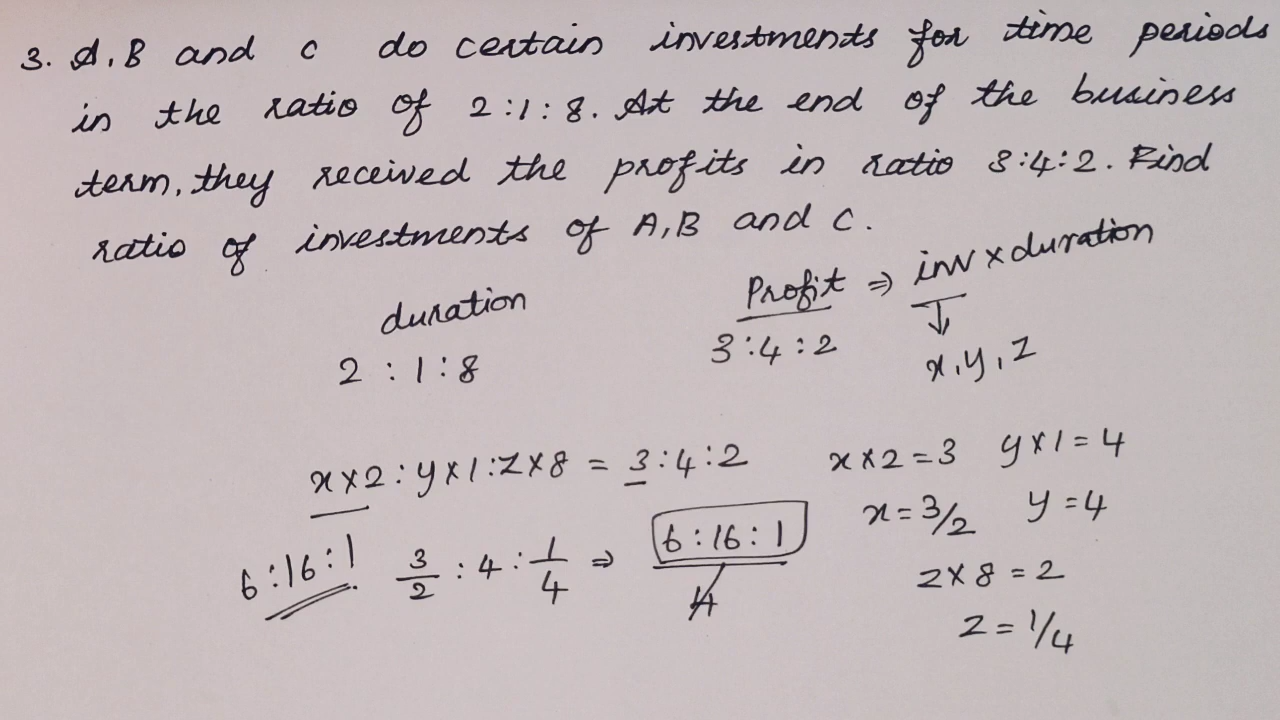 3. A, B and C do certain investments for time periods
in the ratio of 2:1:8. At the end of the business
term, they received the profits in ratio 3:4:2. Find
ratio of investments of A, B and C.
duration
Profit ⇒ inv × duration
2 : 1 : 8
3:4:2
↓
x, y, z
x×2 : y×1 : z×8 = 3:4:2
x×2 = 3 y×1 = 4
x = 3/2 y = 4
6:16:1 3/2 : 4 : 1/4 ⇒ 6:16:1
4
z×8 = 2
z = 1/4